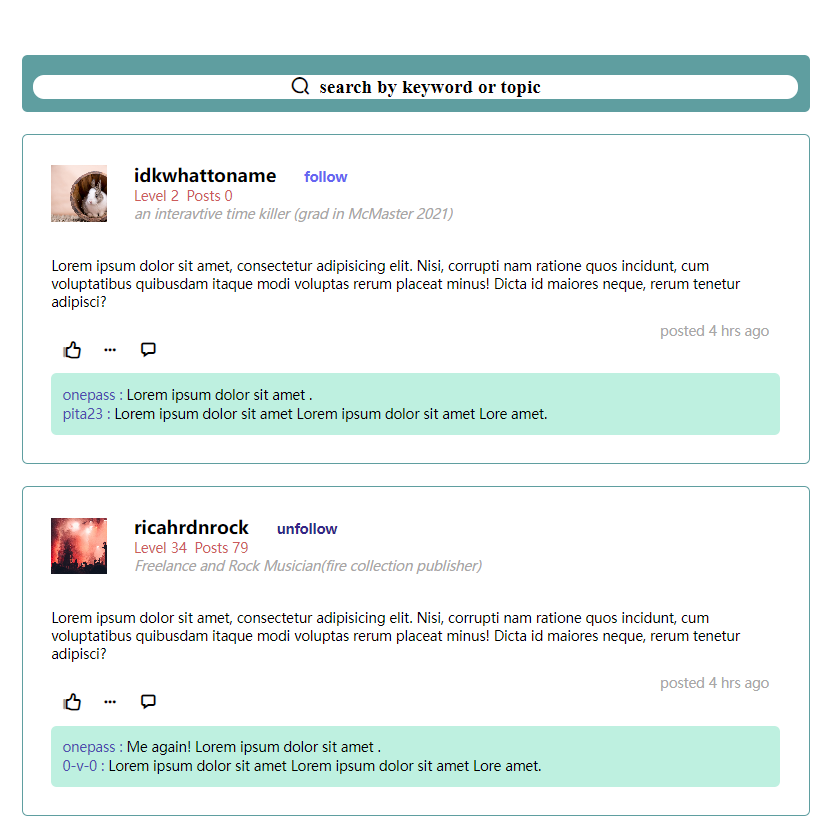 search by keyword or topic
idkwhattoname follow
Level 2 Posts 0
an interavtive time killer (grad in McMaster 2021)
Lorem ipsum dolor sit amet, consectetur adipisicing elit. Nisi, corrupti nam ratione quos incidunt, cum
voluptatibus quibusdam itaque modi voluptas rerum placeat minus! Dicta id maiores neque, rerum tenetur
adipisci?
posted 4 hrs ago
onepass : Lorem ipsum dolor sit amet .
pita23 : Lorem ipsum dolor sit amet Lorem ipsum dolor sit amet Lore amet.
ricahrdnrock unfollow
Level 34 Posts 79
Freelance and Rock Musician(fire collection publisher)
Lorem ipsum dolor sit amet, consectetur adipisicing elit. Nisi, corrupti nam ratione quos incidunt, cum
voluptatibus quibusdam itaque modi voluptas rerum placeat minus! Dicta id maiores neque, rerum tenetur
adipisci?
posted 4 hrs ago
onepass : Me again! Lorem ipsum dolor sit amet .
0-v-0 : Lorem ipsum dolor sit amet Lorem ipsum dolor sit amet Lore amet.